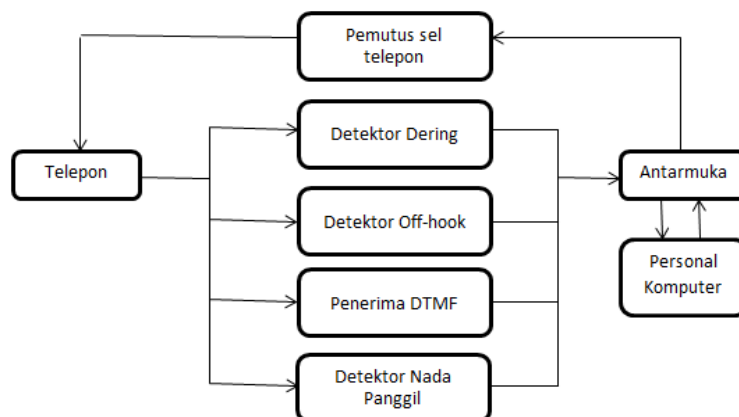 Pemutus sel
telepon
Detektor Dering
Telepon
Antarmuka
Detektor Off-hook
Personal
Komputer
Penerima DTMF
Detektor Nada
Panggil